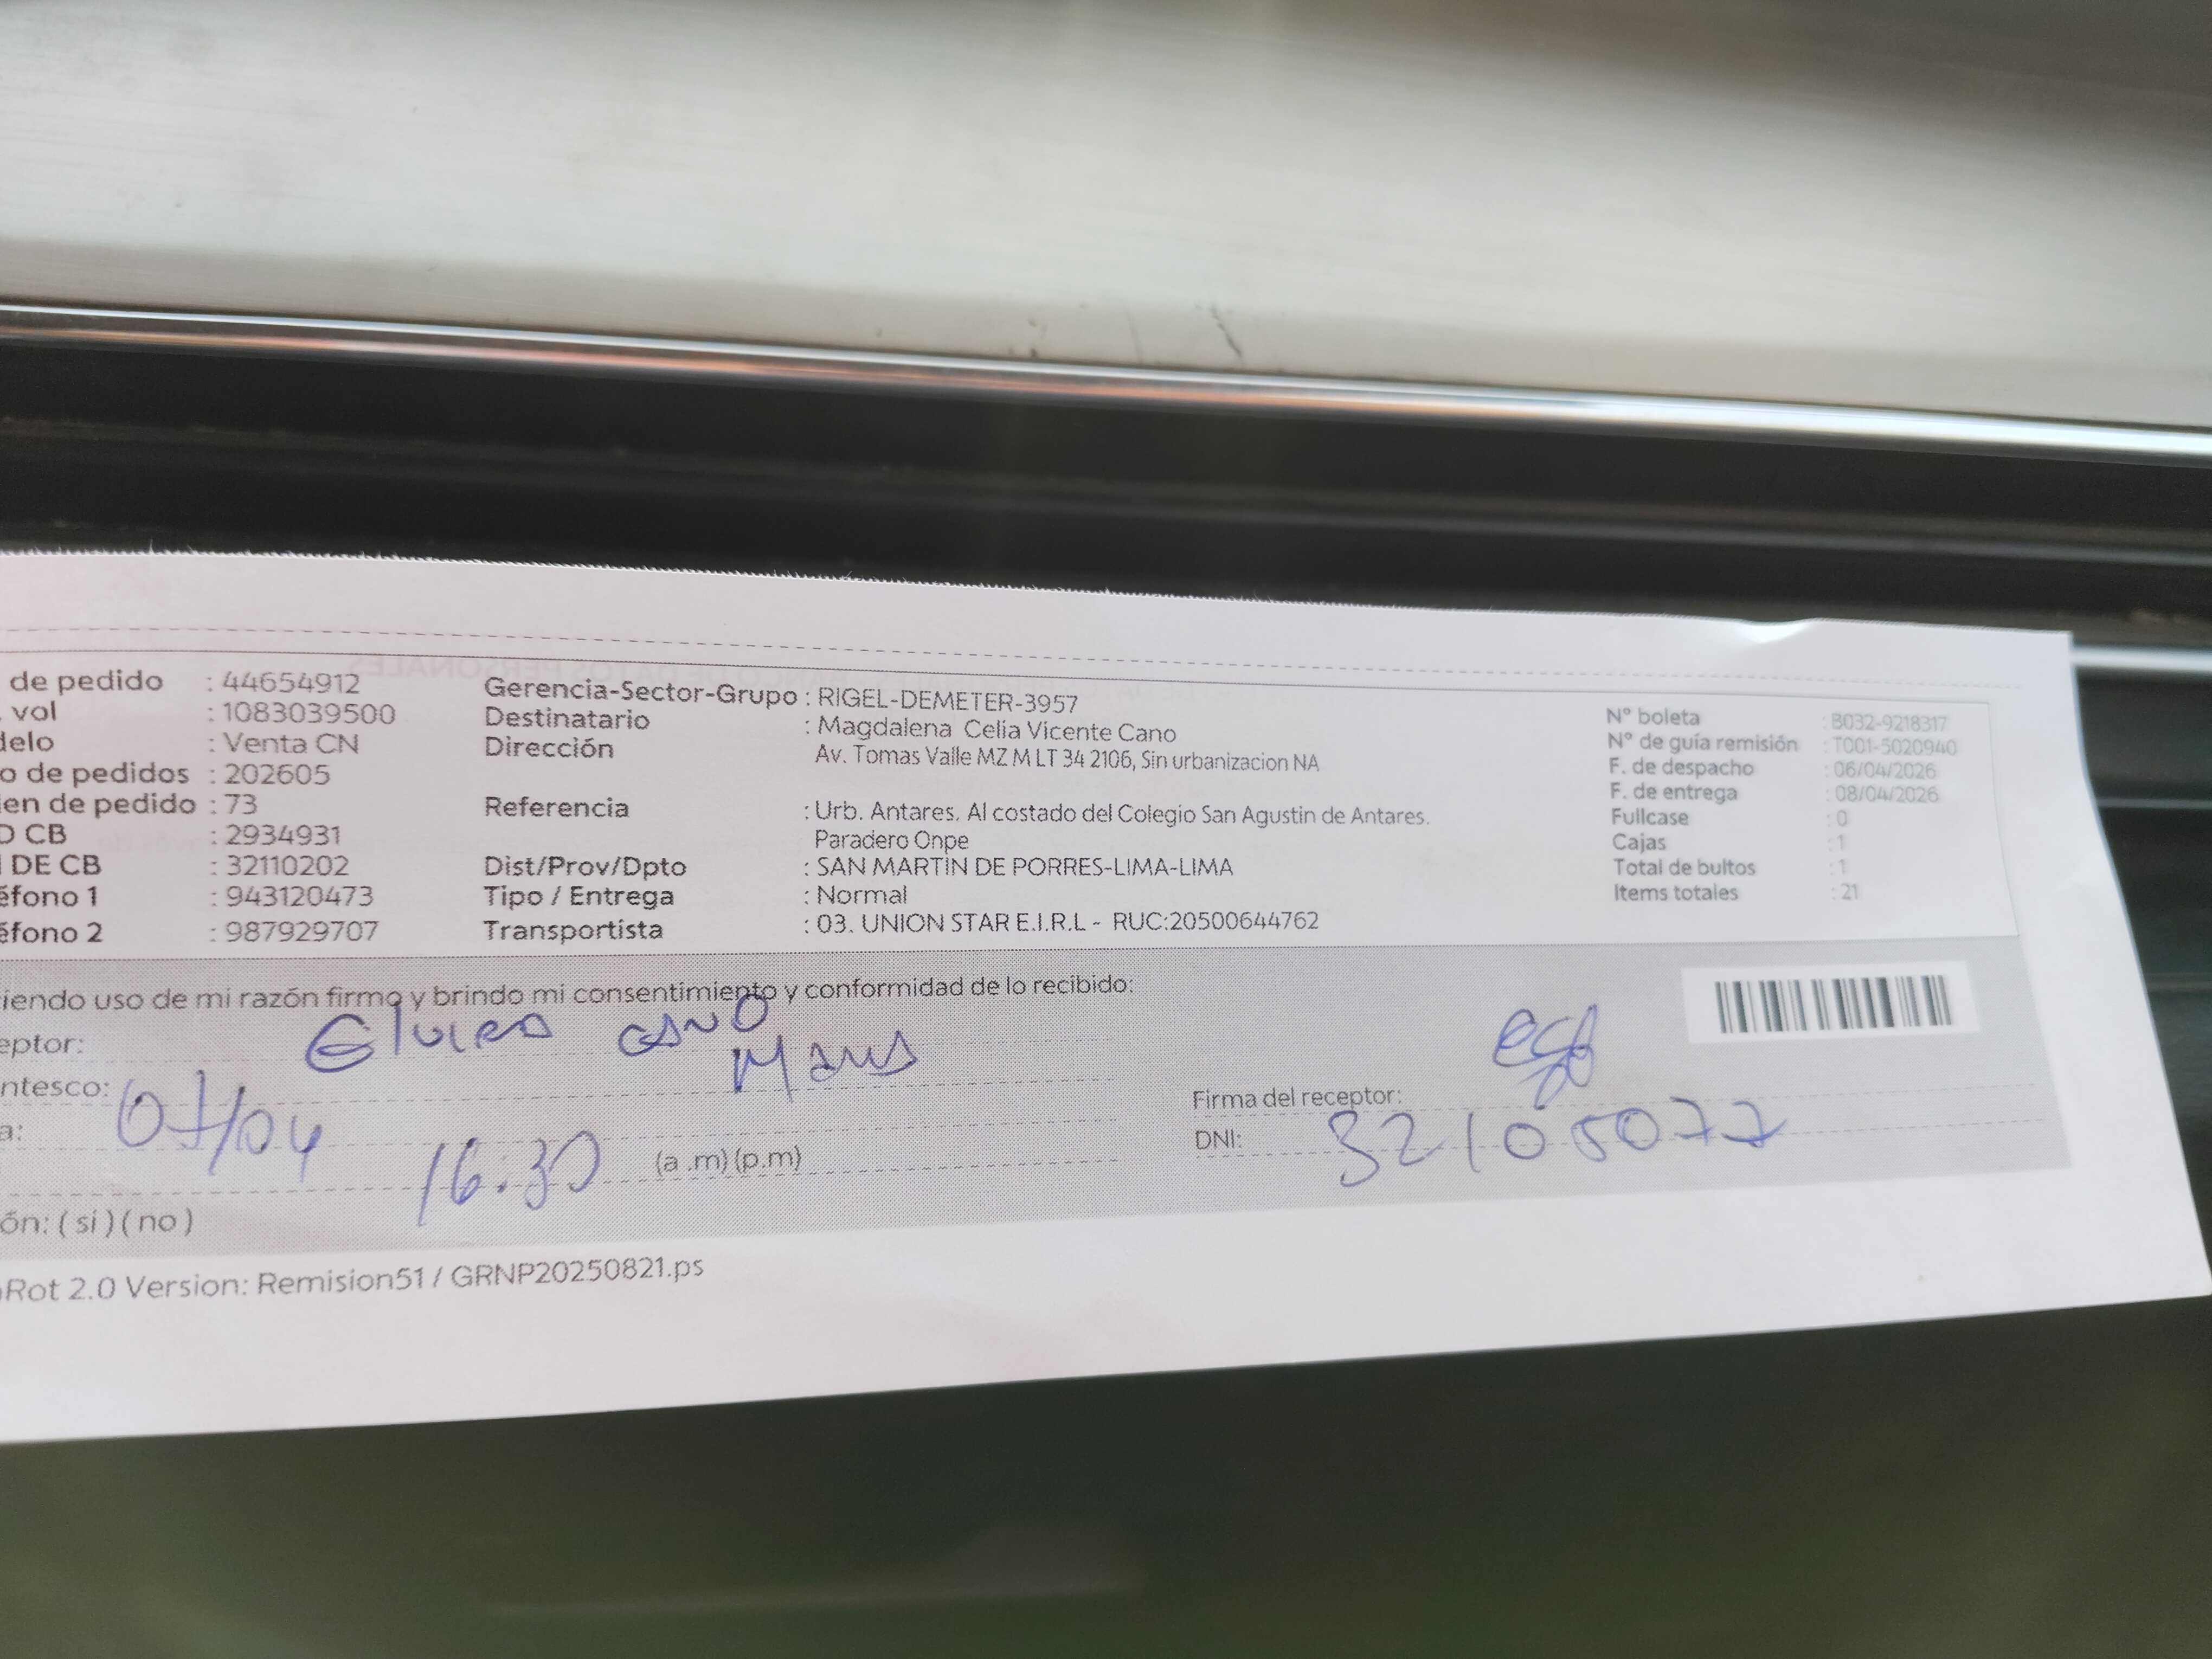 de pedido : 44654912
vol : 1083039500
delo : Venta CN
o de pedidos : 202605
en de pedido : 73
O CB : 2934931
DE CB : 32110202
éfono 1 : 943120473
éfono 2 : 987929707
Gerencia-Sector-Grupo : RIGEL-DEMETER-3957
Destinatario : Magdalena Celia Vicente Cano
Dirección Av. Tomas Valle MZ M LT 34 2106, Sin urbanizacion NA
Referencia : Urb. Antares. Al costado del Colegio San Agustin de Antares.
Paradero Onpe
Dist/Prov/Dpto : SAN MARTIN DE PORRES-LIMA-LIMA
Tipo / Entrega : Normal
Transportista : 03. UNION STAR E.I.R.L - RUC:20500644762
N° boleta : B032-9218317
N° de guía remisión : T001-5020940
F. de despacho : 06/04/2026
F. de entrega : 08/04/2026
Fullcase : 0
Cajas : 1
Total de bultos : 1
Items totales : 21
iendo uso de mi razón firmo y brindo mi consentimiento y conformidad de lo recibido:
eptor: Elvira cano
ntesco:
a: 07/04 16:30 (a .m) (p.m)
Firma del receptor:
DNI: 32105077
ón: ( si ) ( no )
Rot 2.0 Version: Remision51 / GRNP20250821.ps